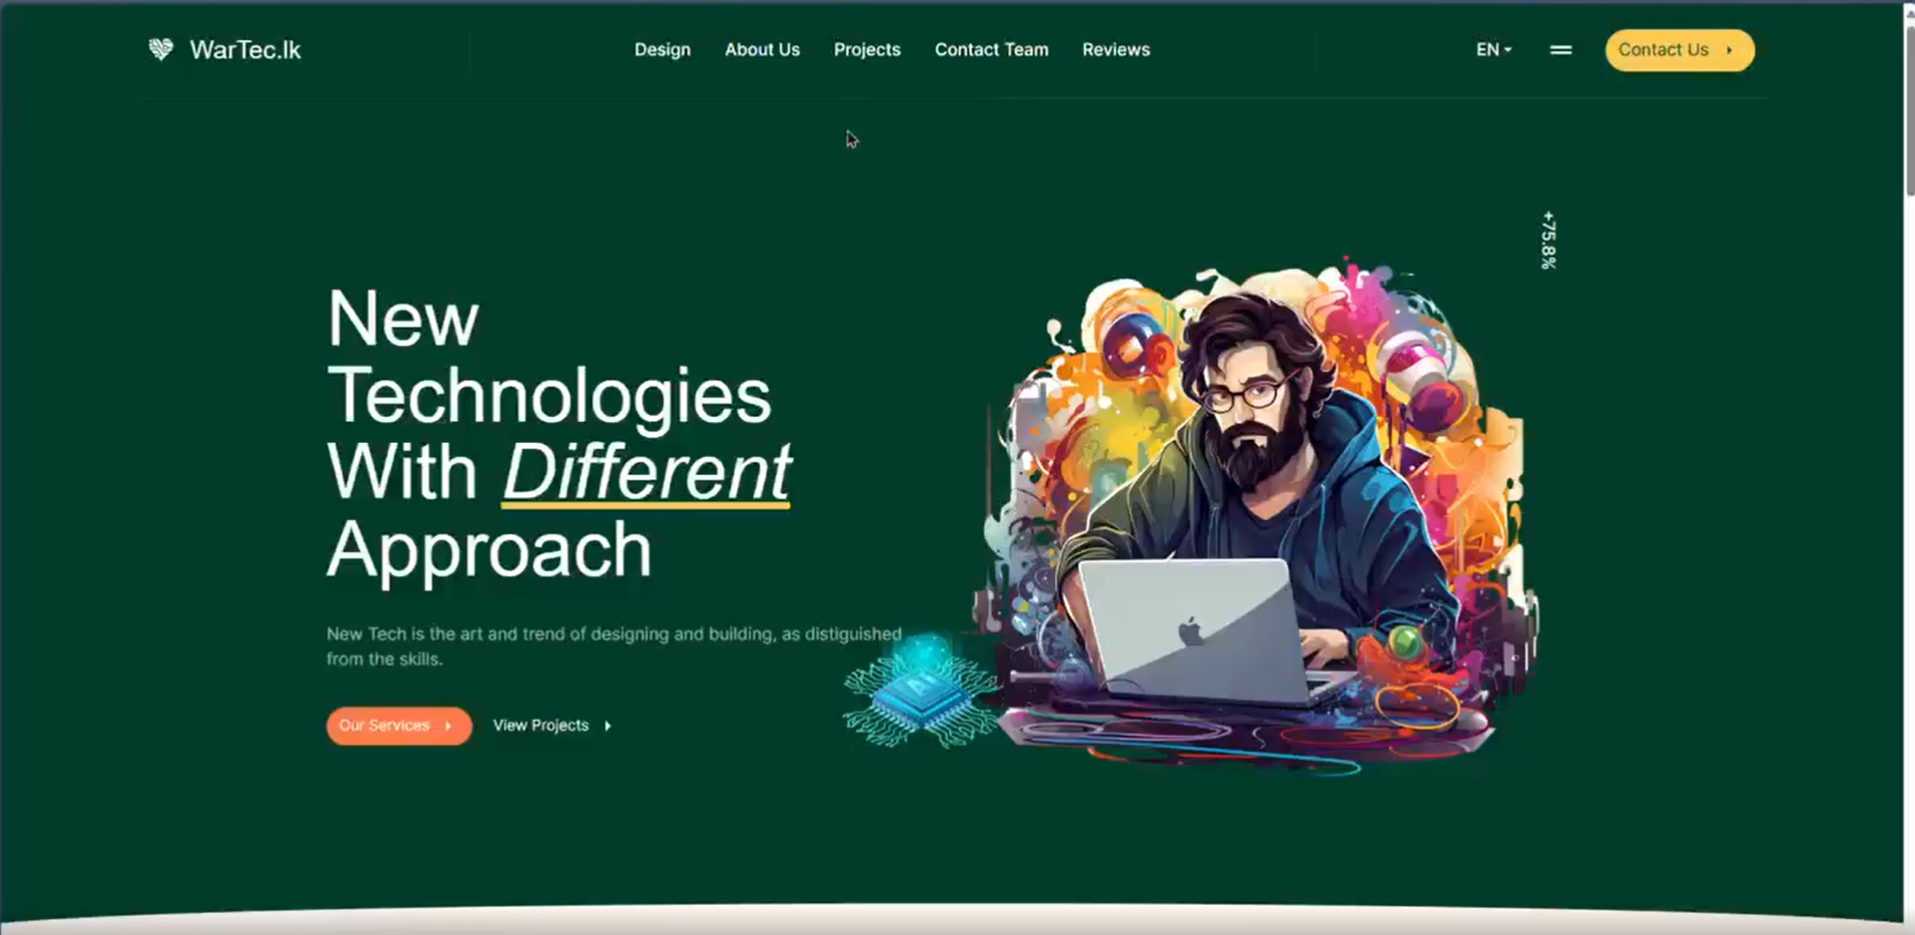 WarTec.lk
Design
About Us
Projects
Contact Team
Reviews
EN
Contact Us
+75.8%
New
Technologies
With Different
Approach
New Tech is the art and trend of designing and building, as distiguished
from the skills.
Our Services
View Projects